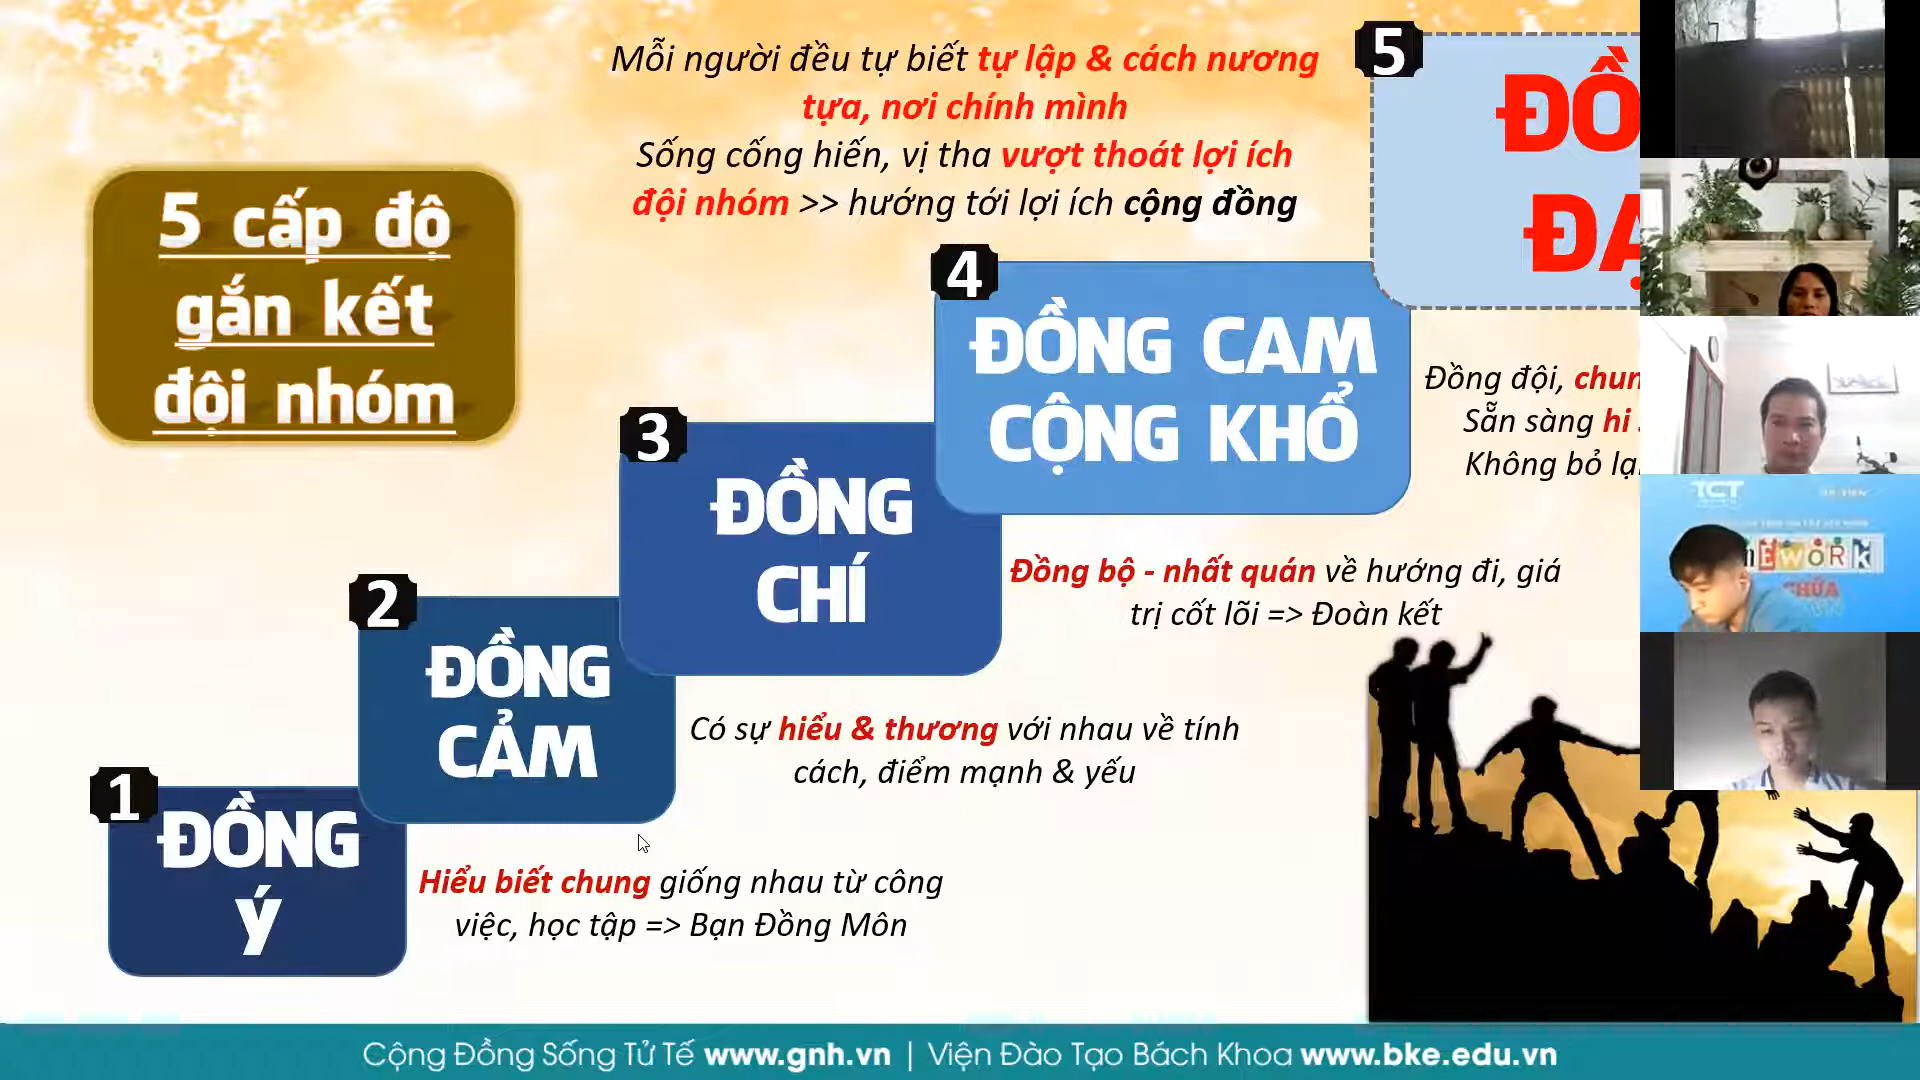 5 cấp độ
gắn kết
đội nhóm
Mỗi người đều tự biết tự lập & cách nương
tựa, nơi chính mình
Sống cống hiến, vị tha vượt thoát lợi ích
đội nhóm >> hướng tới lợi ích cộng đồng
5
4
ĐỒNG CAM
CỘNG KHỔ
Đồng đội,
Sẵn sàng hi
Không bỏ
3
ĐỒNG
CHÍ
Đồng bộ - nhất quán về hướng đi, giá
trị cốt lõi => Đoàn kết
2
ĐỒNG
CẢM
Có sự hiểu & thương với nhau về tính
cách, điểm mạnh & yếu
1
ĐỒNG
ý
Hiểu biết chung giống nhau từ công
việc, học tập => Bạn Đồng Môn
TCT
Cộng Đồng Sống Tử Tế www.gnh.vn | Viện Đào Tạo Bách Khoa www.bke.edu.vn